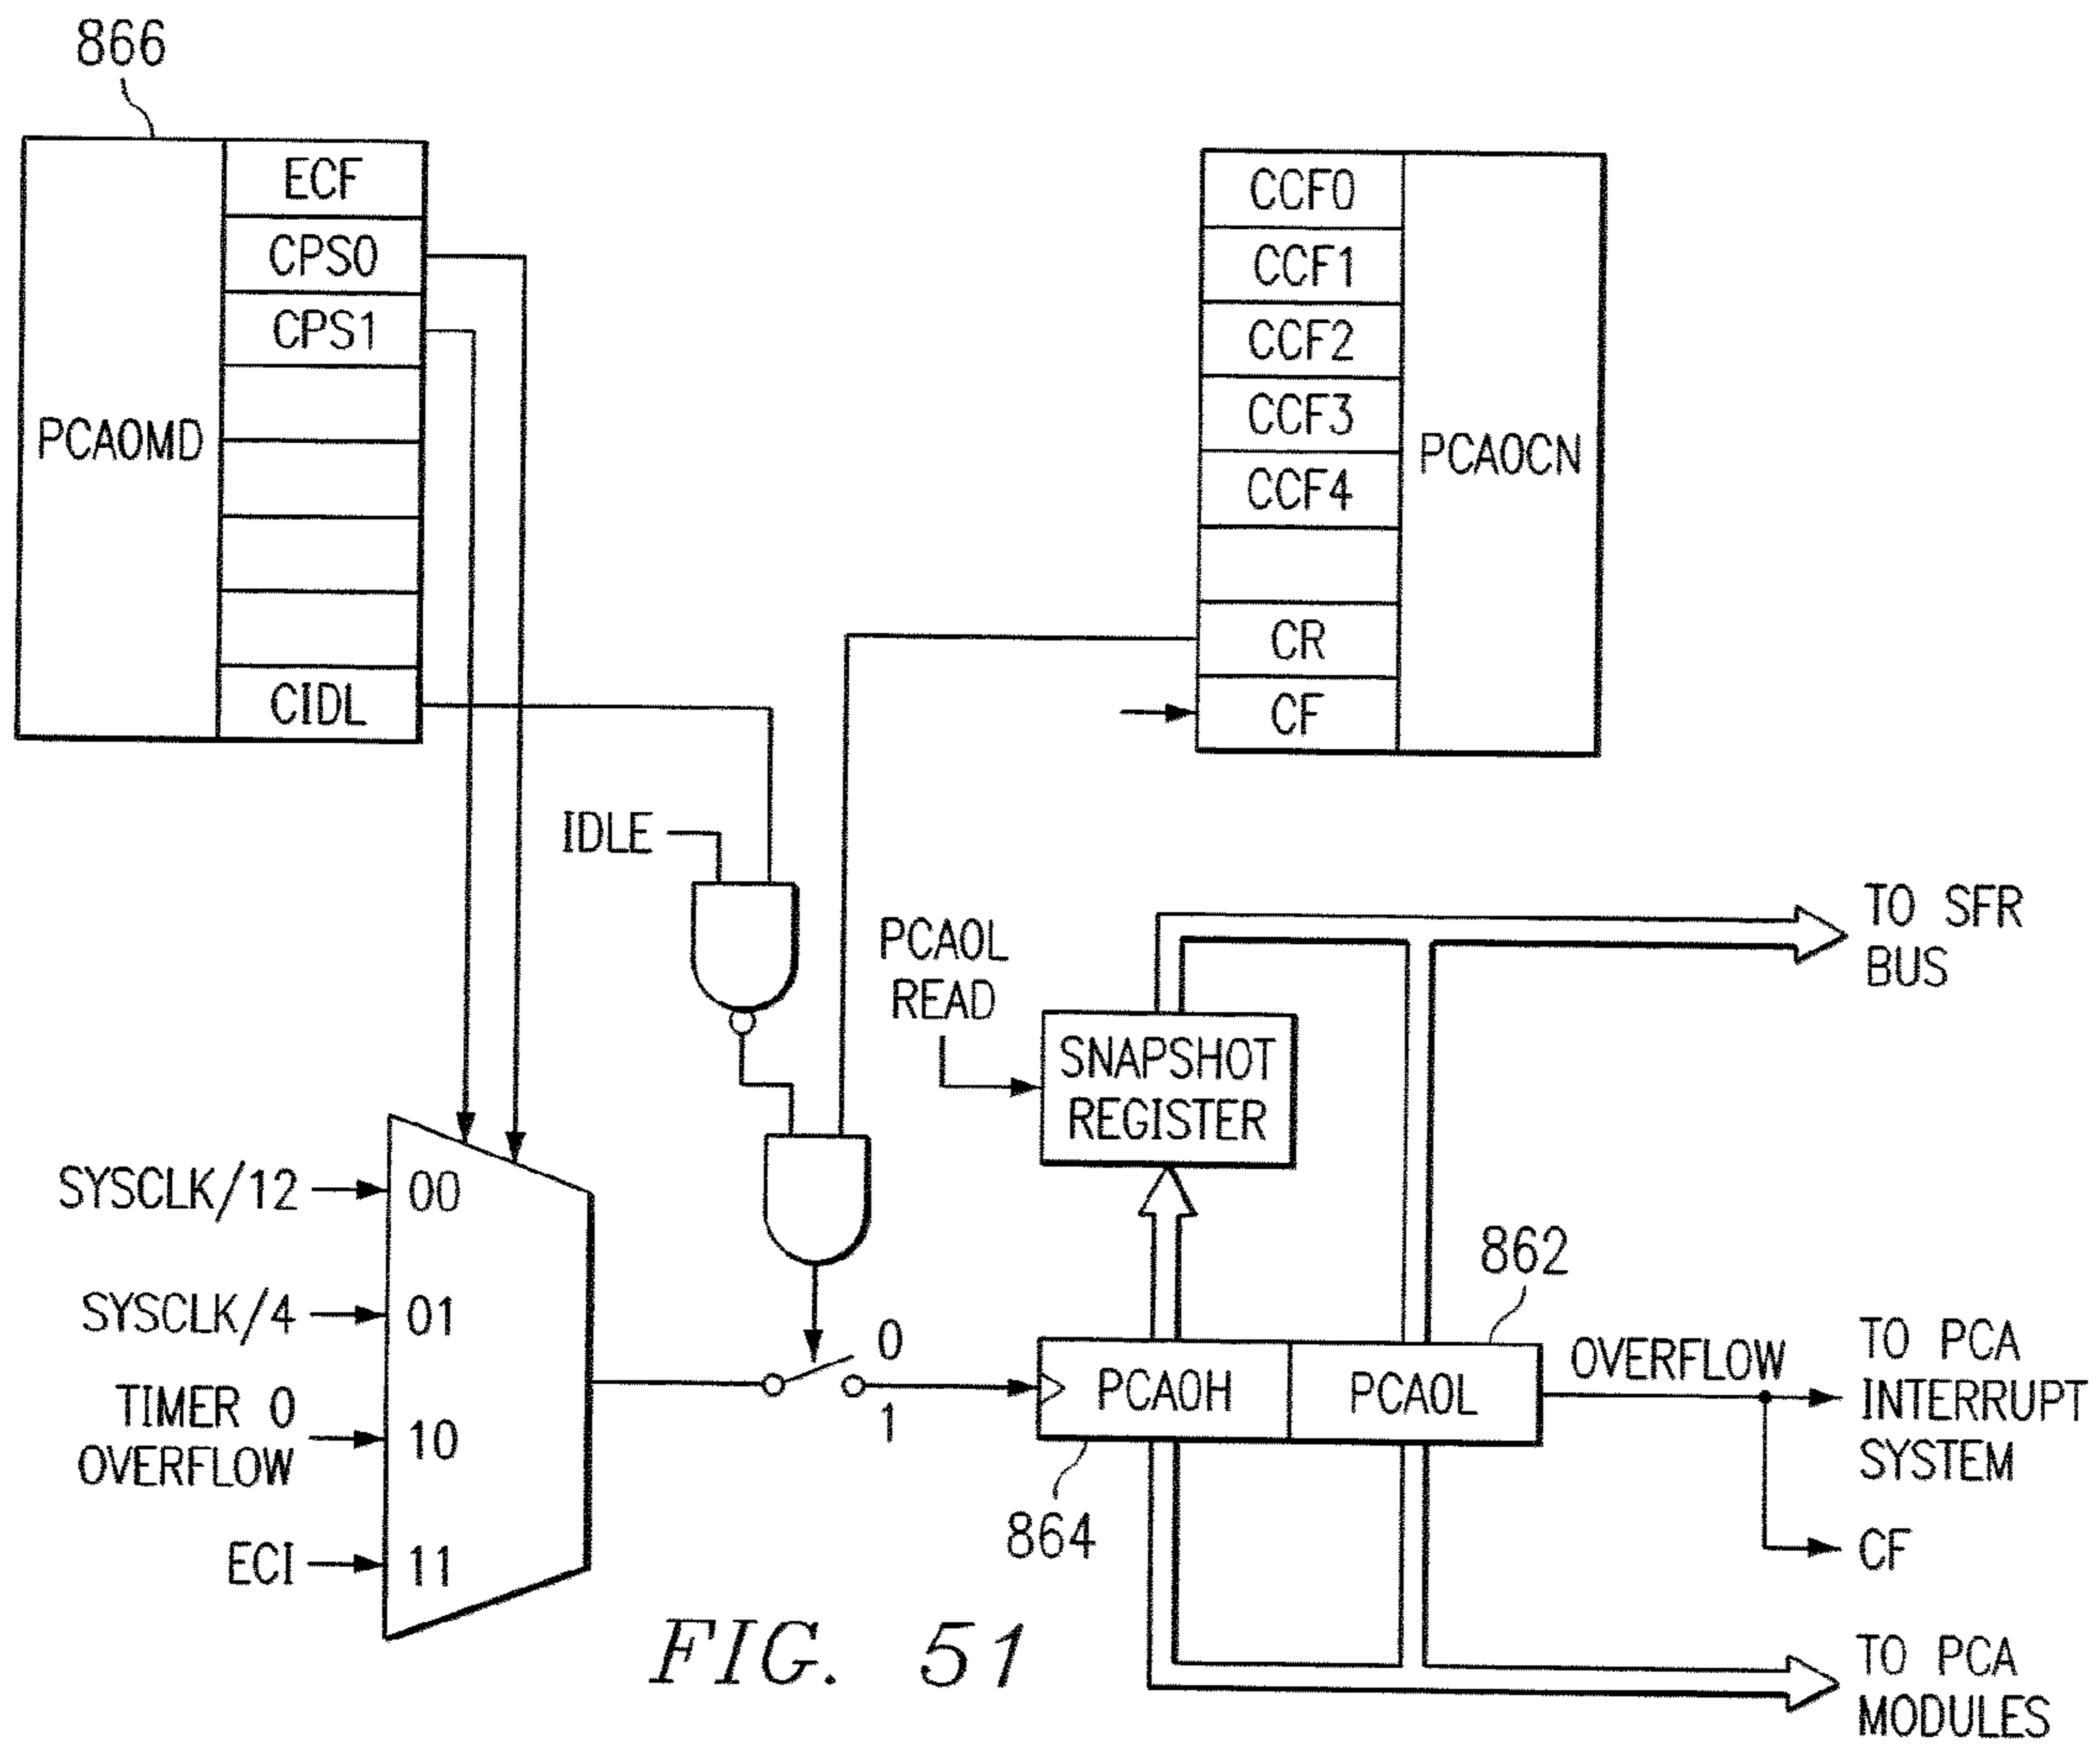 866
ECF
CPS0
CPS1
PCA0MD
CIDL
CCF0
CCF1
CCF2
CCF3
CCF4
PCA0CN
CR
CF
IDLE
PCA0L
READ
SNAPSHOT
REGISTER
TO SFR
BUS
SYSCLK/12
00
SYSCLK/4
01
TIMER 0
OVERFLOW
10
ECI
11
0
1
PCA0H
PCA0L
862
864
OVERFLOW
TO PCA
INTERRUPT
SYSTEM
CF
TO PCA
MODULES
FIG. 51